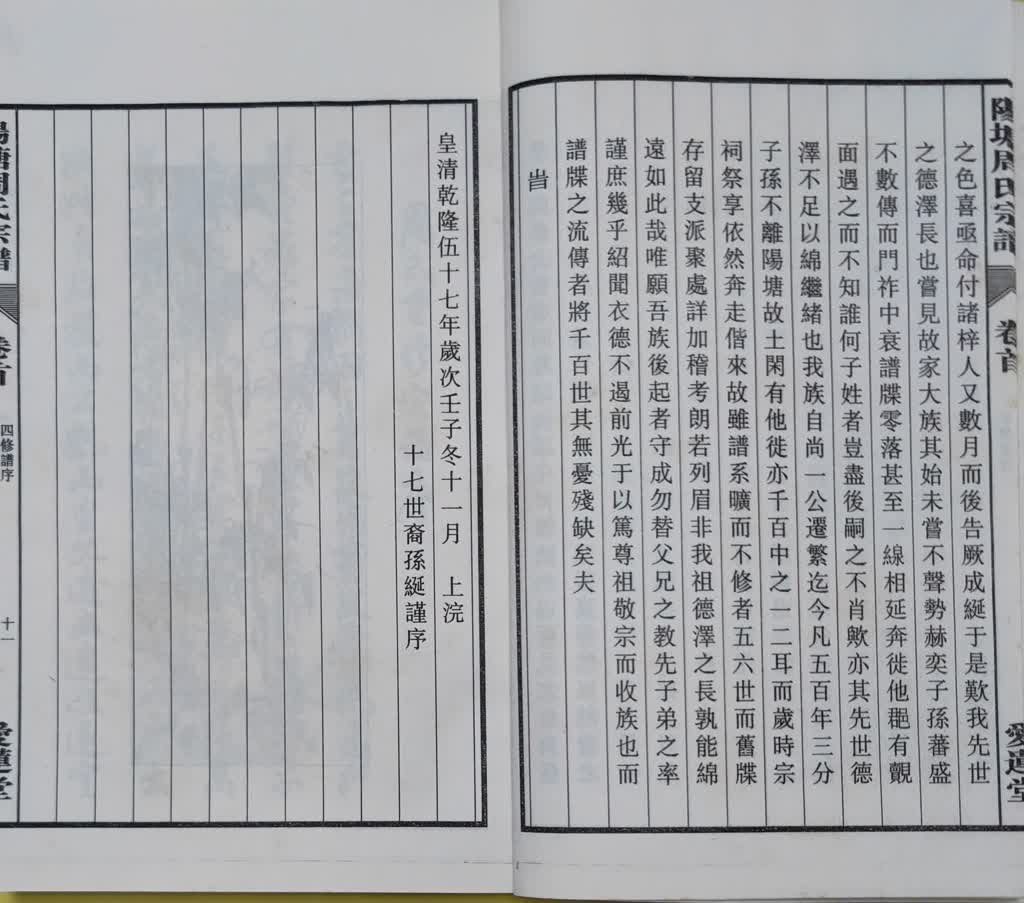 陽塘周氏宗譜
卷首
愛蓮堂
之色喜亟命付諸梓人又數月而後告厥成綖于是歎我先世
之德澤長也嘗見故家大族其始未嘗不聲勢赫奕子孫蕃盛
不數傳而門祚中衰譜牒零落甚至一線相延奔徙他郡有覿
面遇之而不知誰何子姓者豈盡後嗣之不肖歟亦其先世德
澤不足以綿繼緒也我族自尚一公遷繁迄今凡五百年三分
子孫不離陽塘故土閑有他徙亦千百中之一二耳而歲時宗
祠祭享依然奔走偕來故雖譜系曠而不修者五六世而舊牒
存留支派聚處詳加稽考朗若列眉非我祖德澤之長孰能綿
遠如此哉唯願吾族後起者守成勿替父兄之教先子弟之率
謹庶幾乎紹聞衣德不遏前光于以篤尊祖敬宗而收族也而
譜牒之流傳者將千百世其無憂殘缺矣夫
旹
皇清乾隆伍十七年歲次壬子冬十一月 上浣
十七世裔孫綖謹序
陽塘周氏宗譜
卷首
四修譜序
十一
愛蓮堂